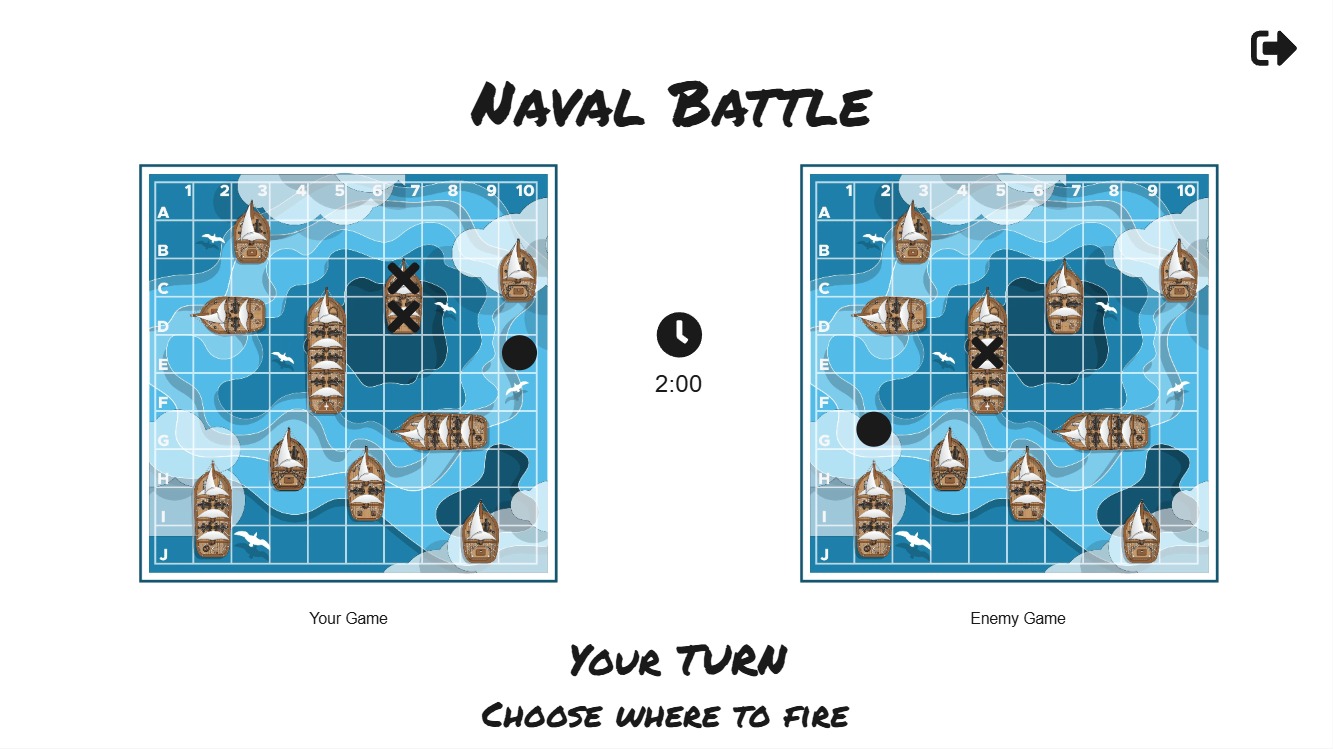 Naval Battle
1 2 3 4 5 6 7 8 9 10
A
B
C
D
E
F
G
H
I
J
1 2 3 4 5 6 7 8 9 10
A
B
C
D
E
F
G
H
I
J
2:00
Your Game
Enemy Game
Your TURN
Choose where to fire